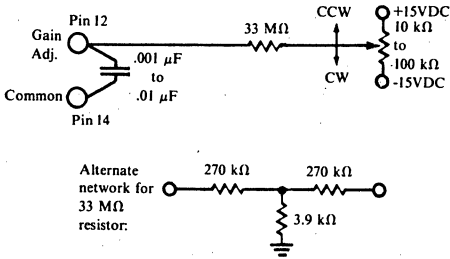 Pin 12
Gain
Adj.
.001 μF
to
.01 μF
Common
Pin 14
33 MΩ
CCW
CW
+15VDC
10 kΩ
to
100 kΩ
-15VDC
Alternate
network for
33 MΩ
resistor:
270 kΩ
270 kΩ
3.9 kΩ